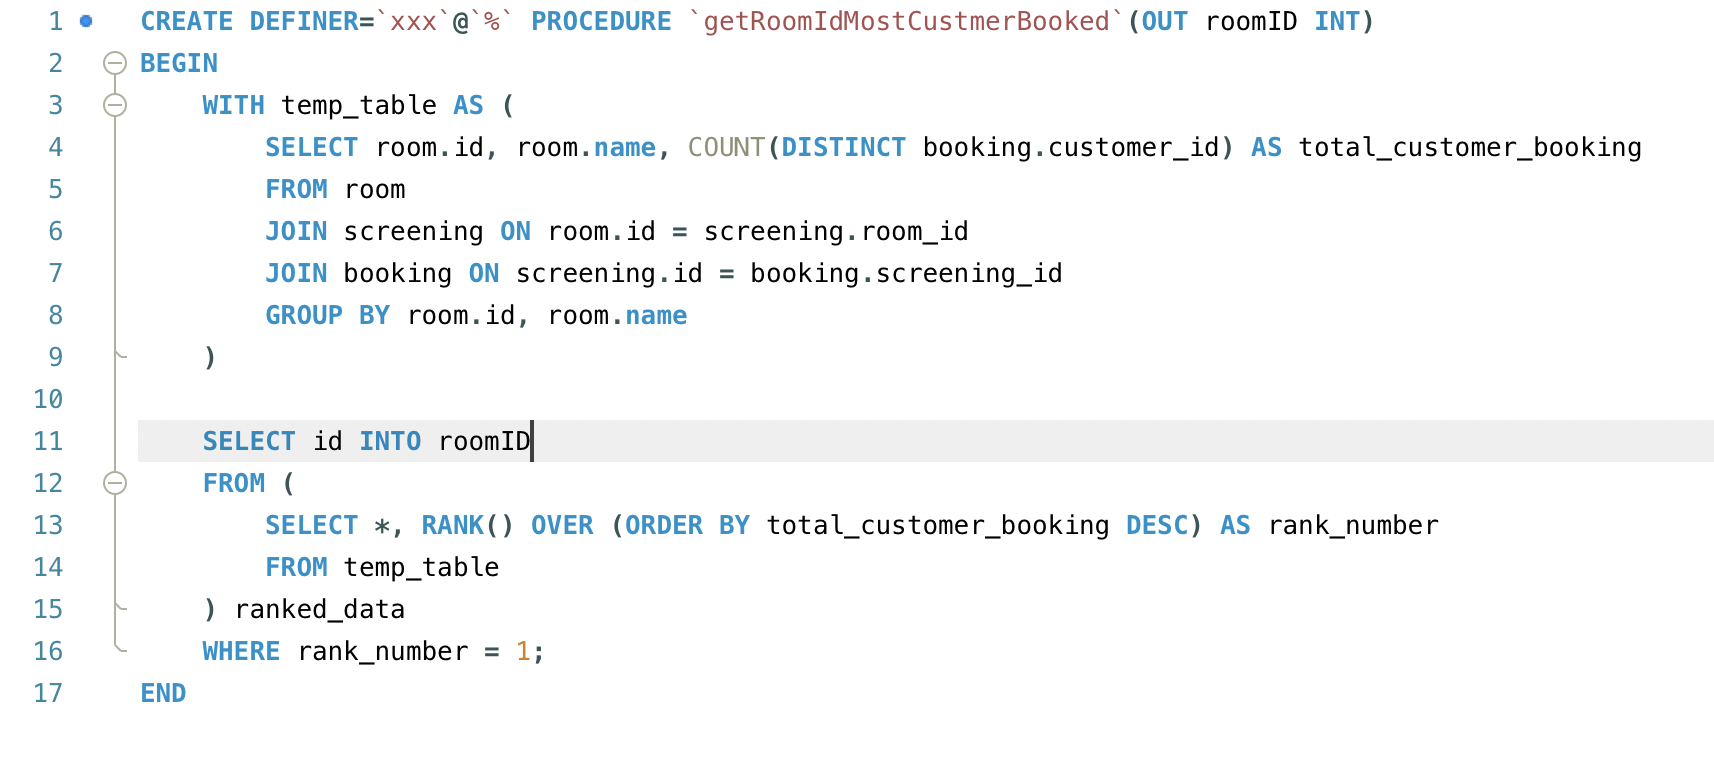 1 CREATE DEFINER=`xxx`@`%` PROCEDURE `getRoomIdMostCustmerBooked`(OUT roomID INT)
2 BEGIN
3     WITH temp_table AS (
4         SELECT room.id, room.name, COUNT(DISTINCT booking.customer_id) AS total_customer_booking
5         FROM room
6         JOIN screening ON room.id = screening.room_id
7         JOIN booking ON screening.id = booking.screening_id
8         GROUP BY room.id, room.name
9     )
10
11     SELECT id INTO roomID
12     FROM (
13         SELECT *, RANK() OVER (ORDER BY total_customer_booking DESC) AS rank_number
14         FROM temp_table
15     ) ranked_data
16     WHERE rank_number = 1;
17 END